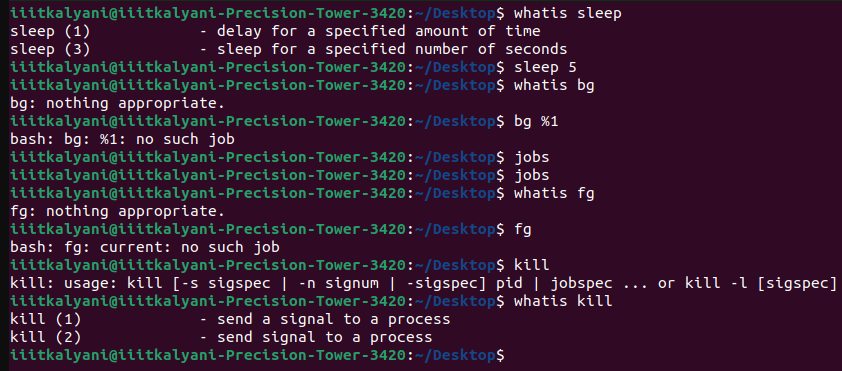 iiitkalyani@iiitkalyani-Precision-Tower-3420:~/Desktop$ whatis sleep
sleep (1)            - delay for a specified amount of time
sleep (3)            - sleep for a specified number of seconds
iiitkalyani@iiitkalyani-Precision-Tower-3420:~/Desktop$ sleep 5
iiitkalyani@iiitkalyani-Precision-Tower-3420:~/Desktop$ whatis bg
bg: nothing appropriate.
iiitkalyani@iiitkalyani-Precision-Tower-3420:~/Desktop$ bg %1
bash: bg: %1: no such job
iiitkalyani@iiitkalyani-Precision-Tower-3420:~/Desktop$ jobs
iiitkalyani@iiitkalyani-Precision-Tower-3420:~/Desktop$ jobs
iiitkalyani@iiitkalyani-Precision-Tower-3420:~/Desktop$ whatis fg
fg: nothing appropriate.
iiitkalyani@iiitkalyani-Precision-Tower-3420:~/Desktop$ fg
bash: fg: current: no such job
iiitkalyani@iiitkalyani-Precision-Tower-3420:~/Desktop$ kill
kill: usage: kill [-s sigspec | -n signum | -sigspec] pid | jobspec ... or kill -l [sigspec]
iiitkalyani@iiitkalyani-Precision-Tower-3420:~/Desktop$ whatis kill
kill (1)             - send a signal to a process
kill (2)             - send signal to a process
iiitkalyani@iiitkalyani-Precision-Tower-3420:~/Desktop$